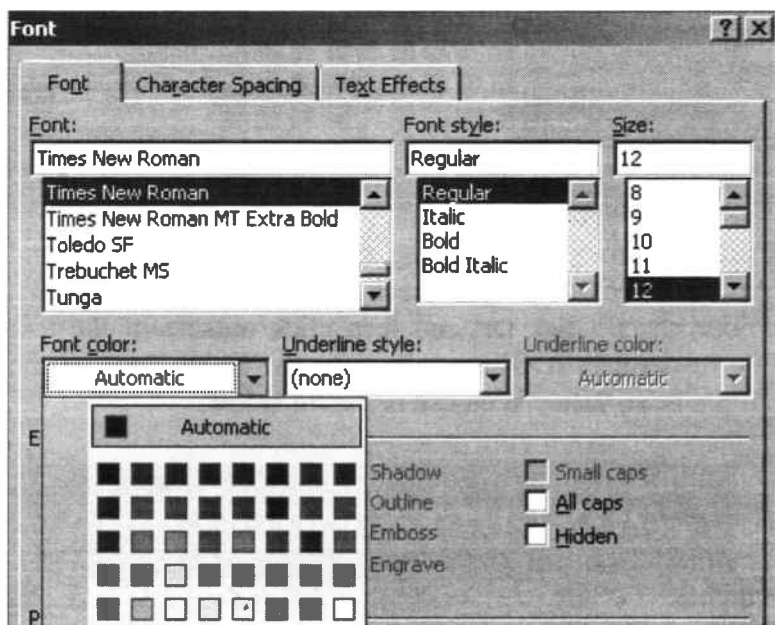 Font
Font Character Spacing Text Effects
Font: Font style: Size:
Times New Roman Regular 12
Times New Roman Regular 8
Times New Roman MT Extra Bold Italic 9
Toledo SF Bold 10
Trebuchet MS Bold Italic 11
Tunga 12
Font color: Underline style: Underline color:
Automatic (none) Automatic
Automatic
E
Shadow Small caps
Outline All caps
Emboss Hidden
Engrave
P